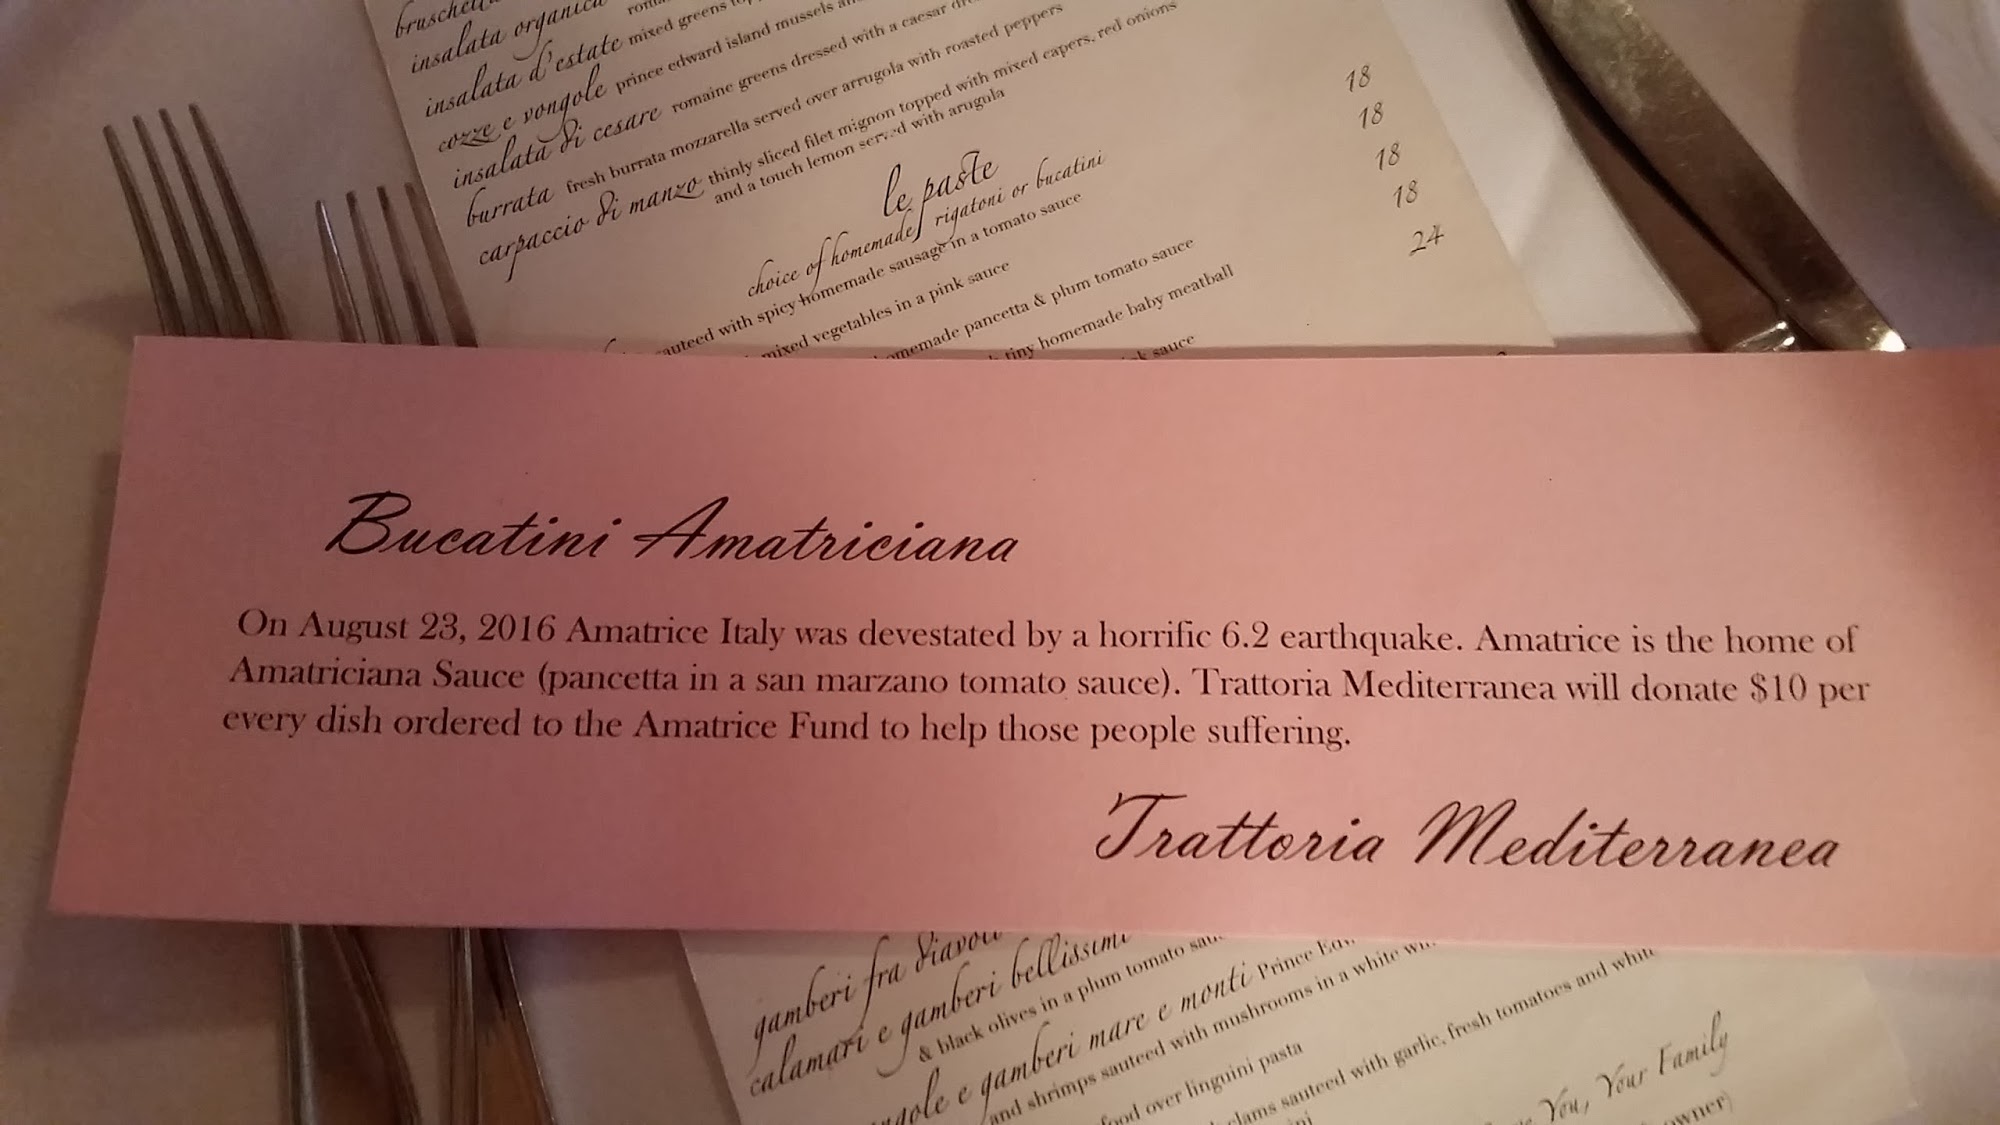 insalata organica
insalata d'estate mixed greens
cozze e vongole prince edward island mussels
insalata di cesare romaine greens dressed with a caesar
burrata fresh burrata mozzarella served over arrugola with roasted peppers
carpaccio di manzo thinly sliced filet mignon topped with mixed capers, red onions
and a touch lemon served with arugola
le paste
choice of homemade rigatoni or bucatini
18
18
18
18
24
with spicy homemade sausage in a tomato sauce
mixed vegetables in a pink sauce
pancetta & plum tomato sauce
tiny homemade baby meatball
sauce
Bucatini Amatriciana
On August 23, 2016 Amatrice Italy was devestated by a horrific 6.2 earthquake. Amatrice is the home of
Amatriciana Sauce (pancetta in a san marzano tomato sauce). Trattoria Mediterranea will donate $10 per
every dish ordered to the Amatrice Fund to help those people suffering.
Trattoria Mediterranea
gamberi fra
calamari e gamberi
& black olives in a plum tomato
e gamberi mare e monti Prince
and shrimps sauteed with mushrooms in a white
over linguini pasta
clams sauteed with garlic, fresh tomatoes and
You, Your Family